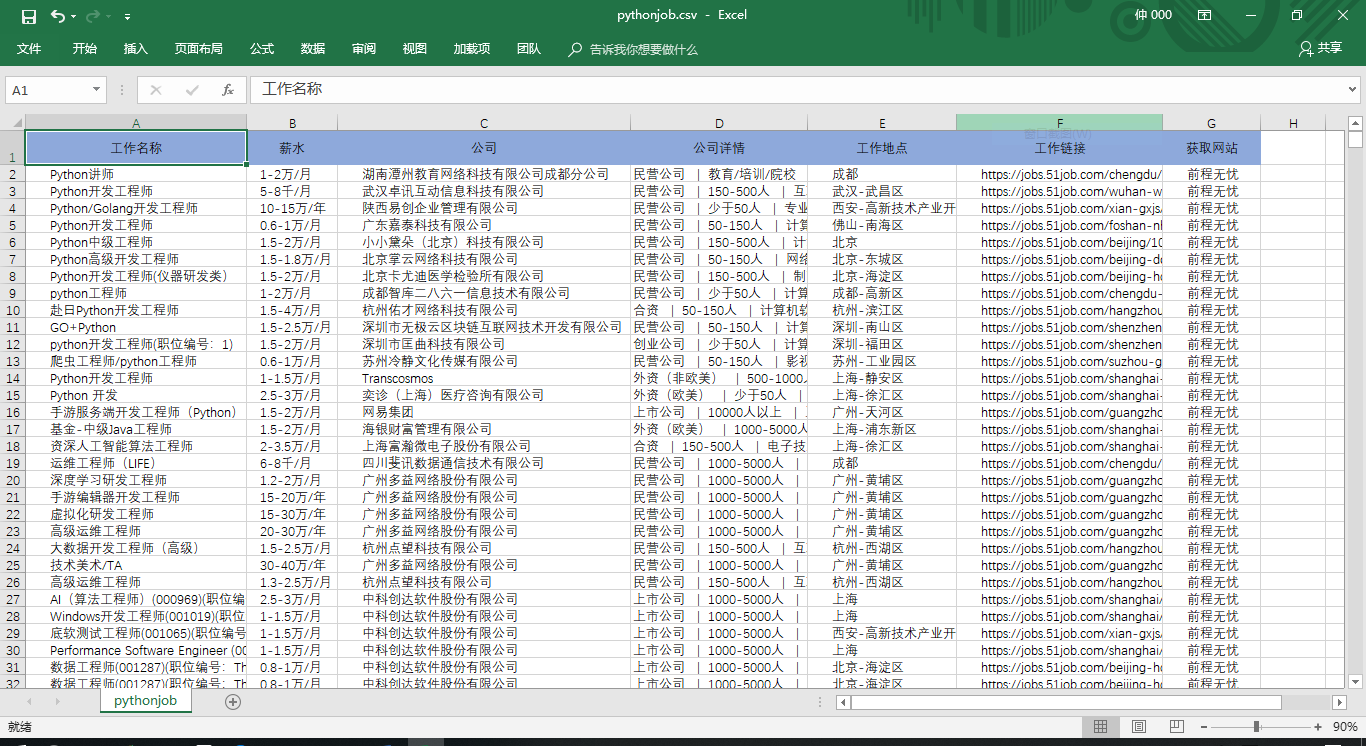 pythonjob.csv - Excel
仲 000
文件 开始 插入 页面布局 公式 数据 审阅 视图 加载项 团队 告诉我你想要做什么 共享
A1 fx 工作名称
A B C D E F G H
窗口截图(W)
1 工作名称 薪水 公司 公司详情 工作地点 工作链接 获取网站
2 Python讲师 1-2万/月 湖南潭州教育网络科技有限公司成都分公司 民营公司 | 教育/培训/院校 成都 https://jobs.51job.com/chengdu/ 前程无忧
3 Python开发工程师 5-8千/月 武汉卓讯互动信息科技有限公司 民营公司 | 150-500人 | 互 武汉-武昌区 https://jobs.51job.com/wuhan-w 前程无忧
4 Python/Golang开发工程师 10-15万/年 陕西易创企业管理有限公司 民营公司 | 少于50人 | 专业 西安-高新技术产业开 https://jobs.51job.com/xian-gxjs 前程无忧
5 Python开发工程师 0.6-1万/月 广东嘉泰科技有限公司 民营公司 | 50-150人 | 计算 佛山-南海区 https://jobs.51job.com/foshan-nh 前程无忧
6 Python中级工程师 1.5-2万/月 小小黛朵（北京）科技有限公司 民营公司 | 150-500人 | 计 北京 https://jobs.51job.com/beijing/10 前程无忧
7 Python高级开发工程师 1.5-1.8万/月 北京掌云网络科技有限公司 民营公司 | 50-150人 | 网络 北京-东城区 https://jobs.51job.com/beijing-dc 前程无忧
8 Python开发工程师(仪器研发类） 1.5-2万/月 北京卡尤迪医学检验所有限公司 民营公司 | 150-500人 | 制 北京-海淀区 https://jobs.51job.com/beijing-hc 前程无忧
9 python工程师 1-2万/月 成都智库二八六一信息技术有限公司 民营公司 | 少于50人 | 计算 成都-高新区 https://jobs.51job.com/chengdu- 前程无忧
10 赴日Python开发工程师 1.5-4万/月 杭州佑才网络科技有限公司 合资 | 50-150人 | 计算机软 杭州-滨江区 https://jobs.51job.com/hangzhou 前程无忧
11 GO+Python 1.5-2.5万/月 深圳市无极云区块链互联网技术开发有限公司 民营公司 | 50-150人 | 计算 深圳-南山区 https://jobs.51job.com/shenzhen 前程无忧
12 python开发工程师(职位编号：1) 1.5-2万/月 深圳市匡曲科技有限公司 创业公司 | 少于50人 | 计算 深圳-福田区 https://jobs.51job.com/shenzhen 前程无忧
13 爬虫工程师/python工程师 0.6-1万/月 苏州冷静文化传媒有限公司 民营公司 | 50-150人 | 影视 苏州-工业园区 https://jobs.51job.com/suzhou-g 前程无忧
14 Python开发工程师 1-1.5万/月 Transcosmos 外资（非欧美） | 500-1000人 上海-静安区 https://jobs.51job.com/shanghai- 前程无忧
15 Python 开发 2.5-3万/月 奕诊（上海）医疗咨询有限公司 外资（欧美） | 少于50人 | 上海-徐汇区 https://jobs.51job.com/shanghai- 前程无忧
16 手游服务端开发工程师（Python） 1.5-2万/月 网易集团 上市公司 | 10000人以上 | 广州-天河区 https://jobs.51job.com/guangzho 前程无忧
17 基金-中级Java工程师 1.5-2万/月 海银财富管理有限公司 外资（欧美） | 1000-5000人 上海-浦东新区 https://jobs.51job.com/shanghai- 前程无忧
18 资深人工智能算法工程师 2-3.5万/月 上海富瀚微电子股份有限公司 合资 | 150-500人 | 电子技 上海-徐汇区 https://jobs.51job.com/shanghai- 前程无忧
19 运维工程师（LIFE） 6-8千/月 四川斐讯数据通信技术有限公司 民营公司 | 1000-5000人 | 成都 https://jobs.51job.com/chengdu/ 前程无忧
20 深度学习研发工程师 1.2-2万/月 广州多益网络股份有限公司 民营公司 | 1000-5000人 | 广州-黄埔区 https://jobs.51job.com/guangzho 前程无忧
21 手游编辑器开发工程师 15-20万/年 广州多益网络股份有限公司 民营公司 | 1000-5000人 | 广州-黄埔区 https://jobs.51job.com/guangzho 前程无忧
22 虚拟化研发工程师 15-30万/年 广州多益网络股份有限公司 民营公司 | 1000-5000人 | 广州-黄埔区 https://jobs.51job.com/guangzho 前程无忧
23 高级运维工程师 20-30万/年 广州多益网络股份有限公司 民营公司 | 1000-5000人 | 广州-黄埔区 https://jobs.51job.com/guangzho 前程无忧
24 大数据开发工程师（高级） 1.5-2.5万/月 杭州点望科技有限公司 民营公司 | 150-500人 | 互 杭州-西湖区 https://jobs.51job.com/hangzhou 前程无忧
25 技术美术/TA 30-40万/年 广州多益网络股份有限公司 民营公司 | 1000-5000人 | 广州-黄埔区 https://jobs.51job.com/guangzho 前程无忧
26 高级运维工程师 1.3-2.5万/月 杭州点望科技有限公司 民营公司 | 150-500人 | 互 杭州-西湖区 https://jobs.51job.com/hangzhou 前程无忧
27 AI（算法工程师）(000969)(职位编 2.5-3万/月 中科创达软件股份有限公司 上市公司 | 1000-5000人 | 上海 https://jobs.51job.com/shanghai/ 前程无忧
28 Windows开发工程师(001019)(职位 1-1.5万/月 中科创达软件股份有限公司 上市公司 | 1000-5000人 | 上海 https://jobs.51job.com/shanghai/ 前程无忧
29 底软测试工程师(001065)(职位编号 1-1.5万/月 中科创达软件股份有限公司 上市公司 | 1000-5000人 | 西安-高新技术产业开 https://jobs.51job.com/xian-gxjs 前程无忧
30 Performance Software Engineer (00 1-1.5万/月 中科创达软件股份有限公司 上市公司 | 1000-5000人 | 上海 https://jobs.51job.com/shanghai/ 前程无忧
31 数据工程师(001287)(职位编号：Th 0.8-1万/月 中科创达软件股份有限公司 上市公司 | 1000-5000人 | 北京-海淀区 https://jobs.51job.com/beijing-hc 前程无忧
32 数据工程师(001287)(职位编号：Th 0.8-1万/月 中科创达软件股份有限公司 上市公司 | 1000-5000人 | 北京-海淀区 https://jobs.51job.com/beijing-hc 前程无忧
pythonjob
就绪 90%